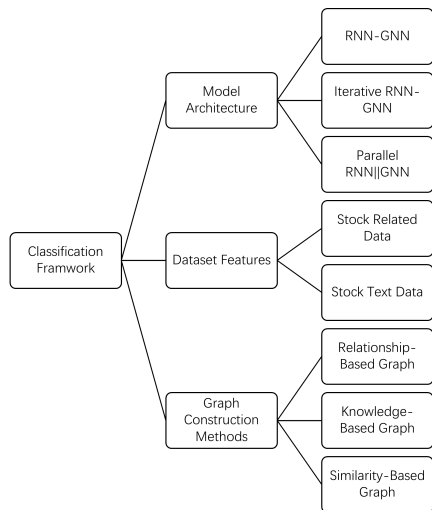 Classification
Framwork
Model
Architecture
RNN-GNN
Iterative RNN-
GNN
Parallel
RNN||GNN
Dataset Features
Stock Related
Data
Stock Text Data
Graph
Construction
Methods
Relationship-
Based Graph
Knowledge-
Based Graph
Similarity-Based
Graph